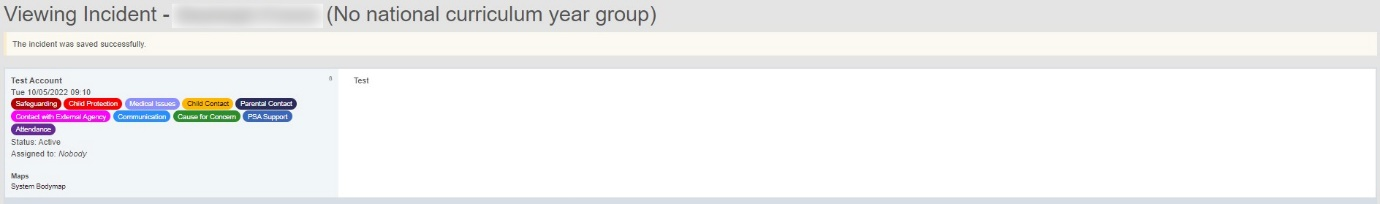 Viewing Incident - (No national curriculum year group)
The incident was saved successfully.
Test Account
Tue 10/05/2022 09:10
Safeguarding Child Protection Medical Issues Child Contact Parental Contact
Contact with External Agency Communication Cause for Concern PSA Support
Attendance
Status: Active
Assigned to: Nobody
Maps
System Bodymap
Test